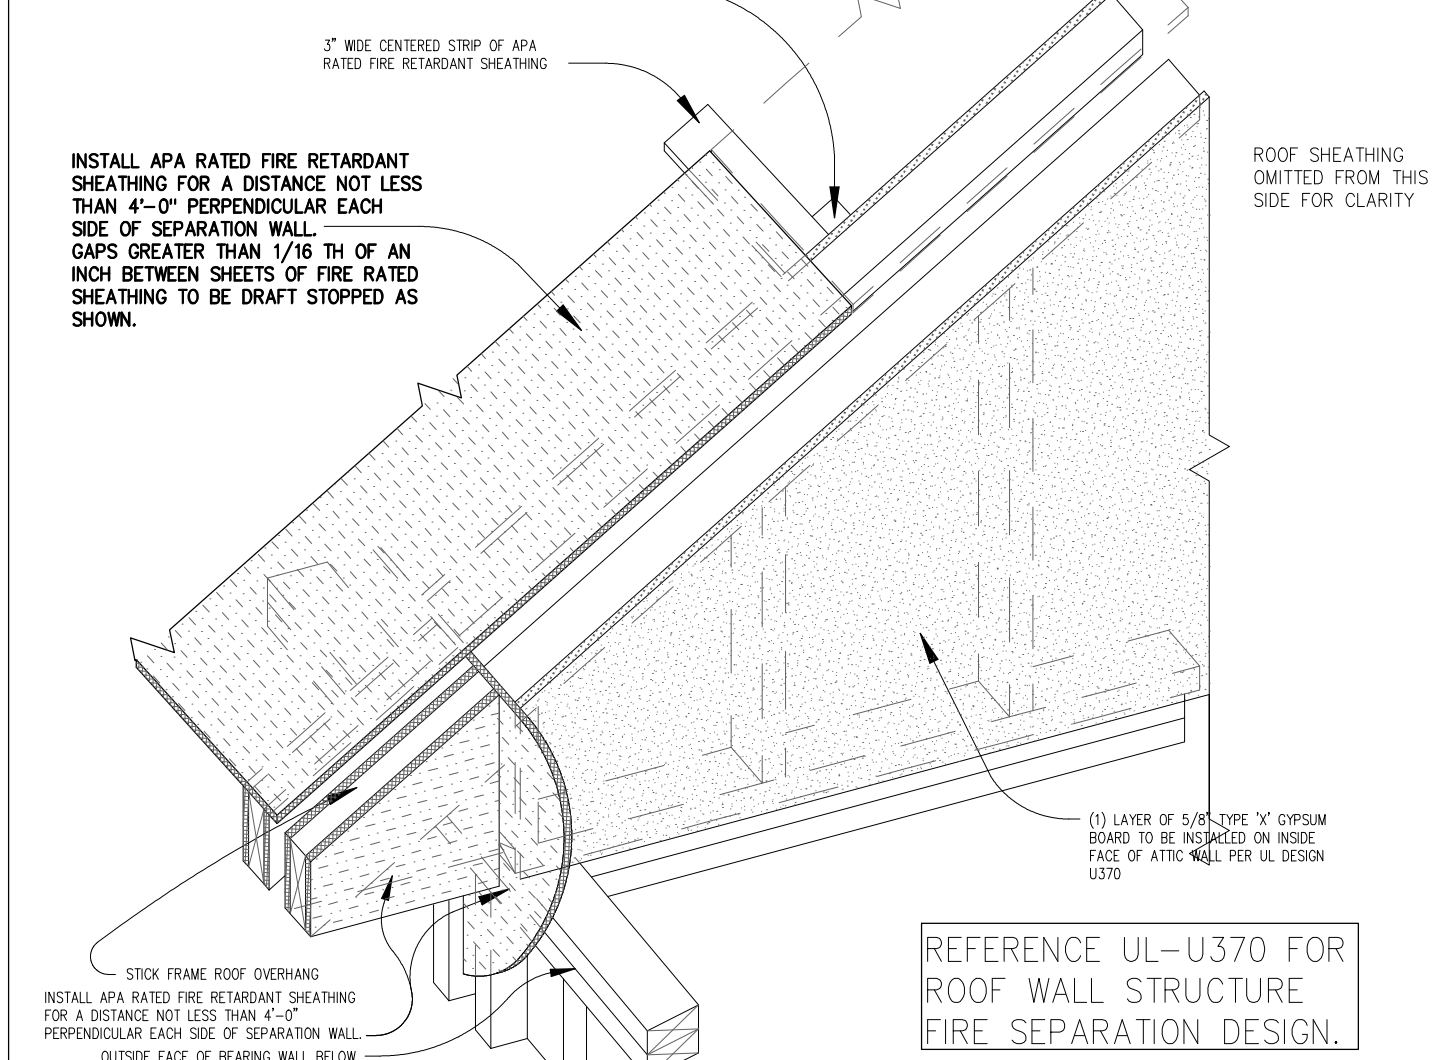 3" WIDE CENTERED STRIP OF APA
RATED FIRE RETARDANT SHEATHING
INSTALL APA RATED FIRE RETARDANT
SHEATHING FOR A DISTANCE NOT LESS
THAN 4'-0" PERPENDICULAR EACH
SIDE OF SEPARATION WALL.
GAPS GREATER THAN 1/16 TH OF AN
INCH BETWEEN SHEETS OF FIRE RATED
SHEATHING TO BE DRAFT STOPPED AS
SHOWN.
ROOF SHEATHING
OMITTED FROM THIS
SIDE FOR CLARITY
(1) LAYER OF 5/8" TYPE 'X' GYPSUM
BOARD TO BE INSTALLED ON INSIDE
FACE OF ATTIC WALL PER UL DESIGN
U370
STICK FRAME ROOF OVERHANG
INSTALL APA RATED FIRE RETARDANT SHEATHING
FOR A DISTANCE NOT LESS THAN 4'-0"
PERPENDICULAR EACH SIDE OF SEPARATION WALL.
OUTSIDE FACE OF BEARING WALL BELOW
REFERENCE UL-U370 FOR
ROOF WALL STRUCTURE
FIRE SEPARATION DESIGN.